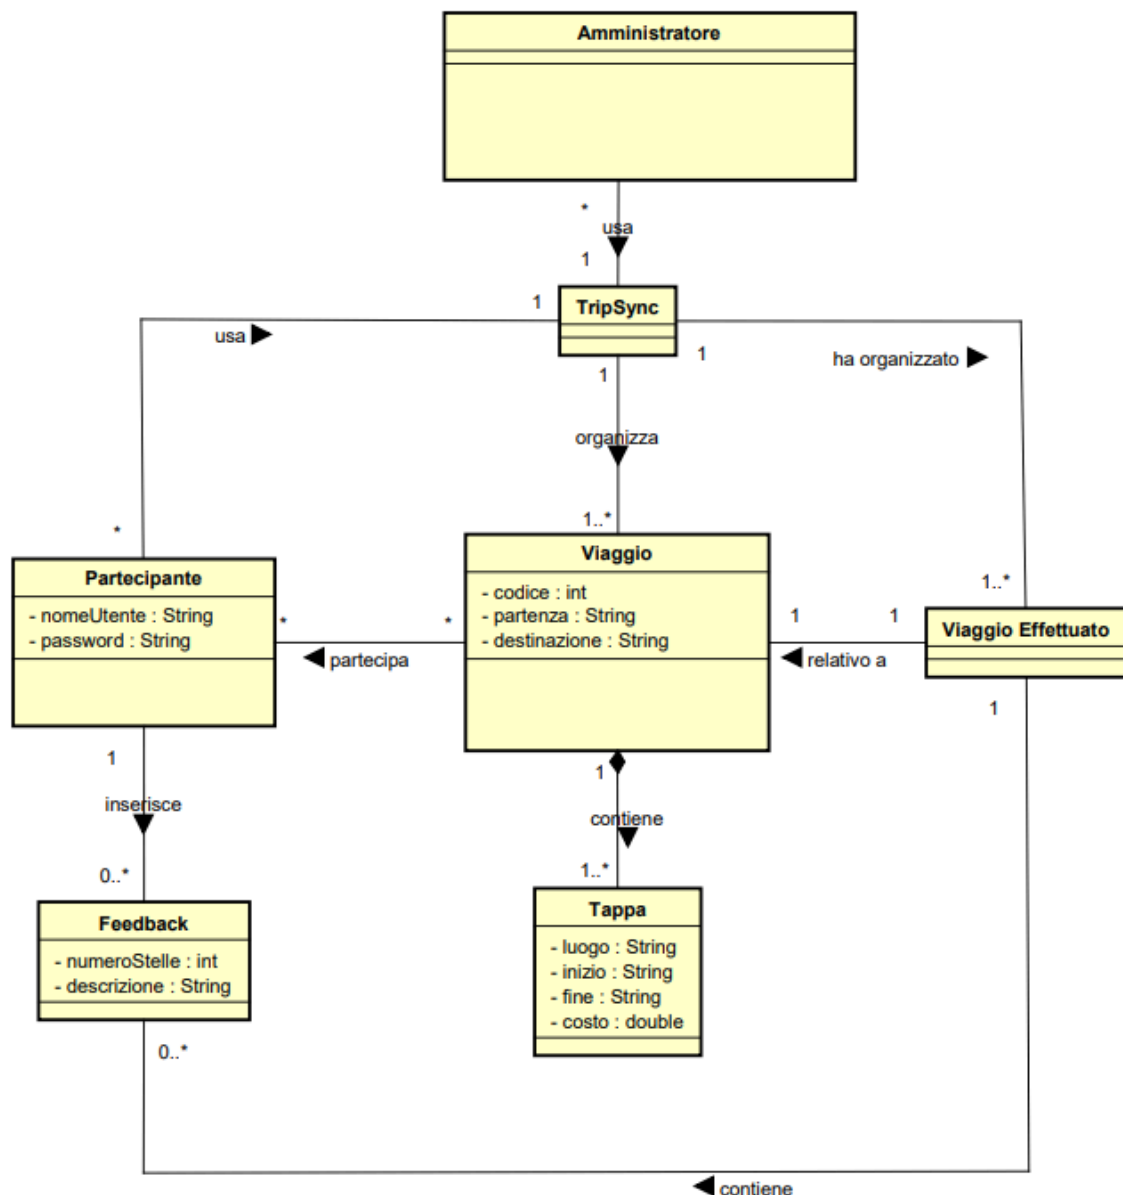 Amministratore
*
usa
1
1
TripSync
usa
1
1
ha organizzato
organizza
*
1..*
1..*
Partecipante
- nomeUtente : String
- password : String
*
*
partecipa
Viaggio
- codice : int
- partenza : String
- destinazione : String
1
1
relativo a
Viaggio Effettuato
1
1
inserisce
0..*
1
contiene
1..*
Feedback
- numeroStelle : int
- descrizione : String
0..*
Tappa
- luogo : String
- inizio : String
- fine : String
- costo : double
contiene